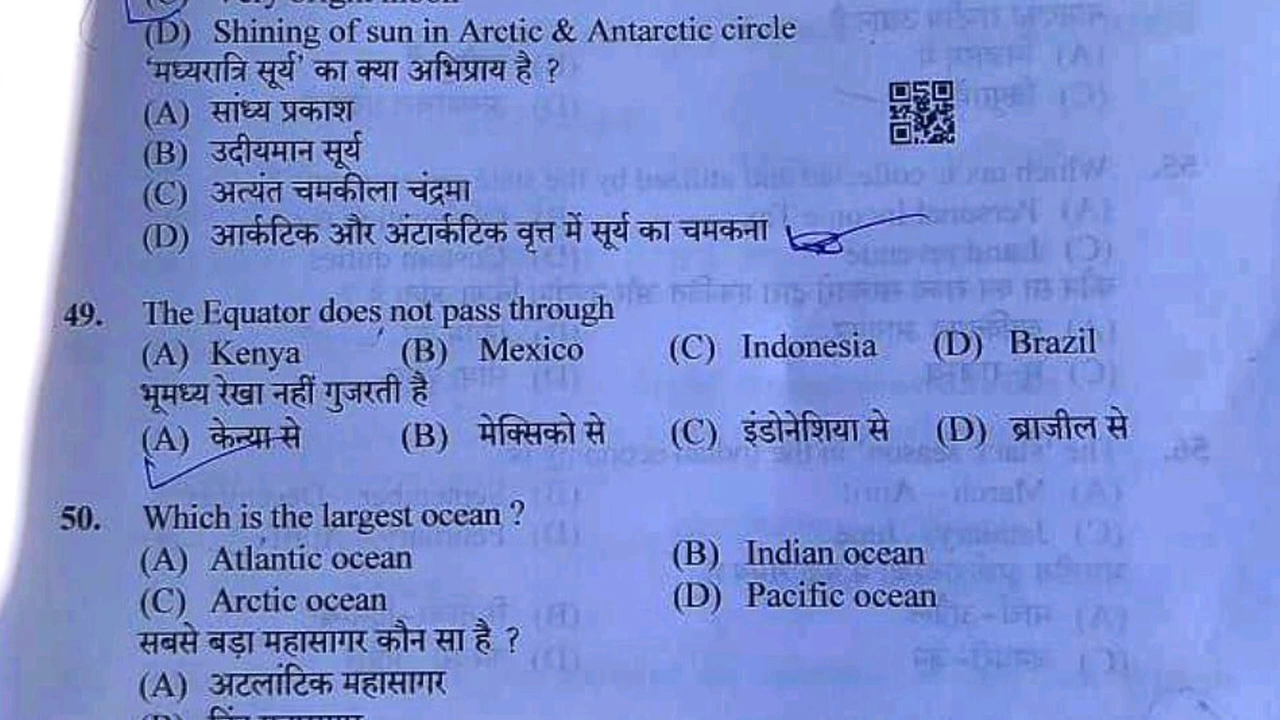 (D) Shining of sun in Arctic & Antarctic circle
'मध्यरात्रि सूर्य' का क्या अभिप्राय है ?
(A) सांध्य प्रकाश
(B) उदीयमान सूर्य
(C) अत्यंत चमकीला चंद्रमा
(D) आर्कटिक और अंटार्कटिक वृत्त में सूर्य का चमकना
49. The Equator does not pass through
(A) Kenya (B) Mexico (C) Indonesia (D) Brazil
भूमध्य रेखा नहीं गुजरती है
(A) केन्या से (B) मेक्सिको से (C) इंडोनेशिया से (D) ब्राजील से
50. Which is the largest ocean ?
(A) Atlantic ocean (B) Indian ocean
(C) Arctic ocean (D) Pacific ocean
सबसे बड़ा महासागर कौन सा है ?
(A) अटलांटिक महासागर